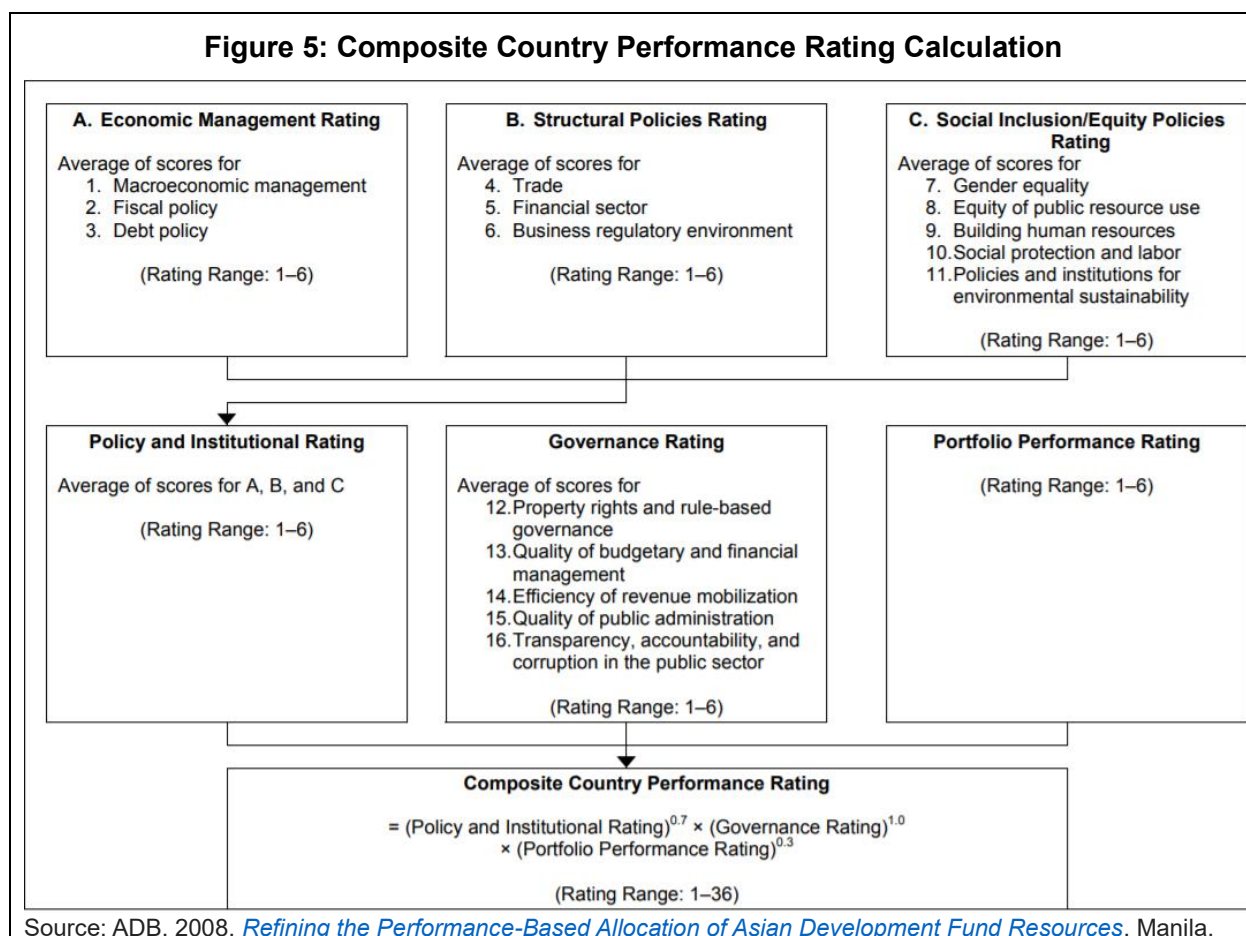 Figure 5: Composite Country Performance Rating Calculation
A. Economic Management Rating
Average of scores for
1. Macroeconomic management
2. Fiscal policy
3. Debt policy
(Rating Range: 1–6)
B. Structural Policies Rating
Average of scores for
4. Trade
5. Financial sector
6. Business regulatory environment
(Rating Range: 1–6)
C. Social Inclusion/Equity Policies
Rating
Average of scores for
7. Gender equality
8. Equity of public resource use
9. Building human resources
10.Social protection and labor
11.Policies and institutions for
environmental sustainability
(Rating Range: 1–6)
Policy and Institutional Rating
Average of scores for A, B, and C
(Rating Range: 1–6)
Governance Rating
Average of scores for
12.Property rights and rule-based
governance
13.Quality of budgetary and financial
management
14.Efficiency of revenue mobilization
15.Quality of public administration
16.Transparency, accountability, and
corruption in the public sector
(Rating Range: 1–6)
Portfolio Performance Rating
(Rating Range: 1–6)
Composite Country Performance Rating
= (Policy and Institutional Rating)^0.7 × (Governance Rating)^1.0
× (Portfolio Performance Rating)^0.3
(Rating Range: 1–36)
Source: ADB. 2008. Refining the Performance-Based Allocation of Asian Development Fund Resources. Manila.